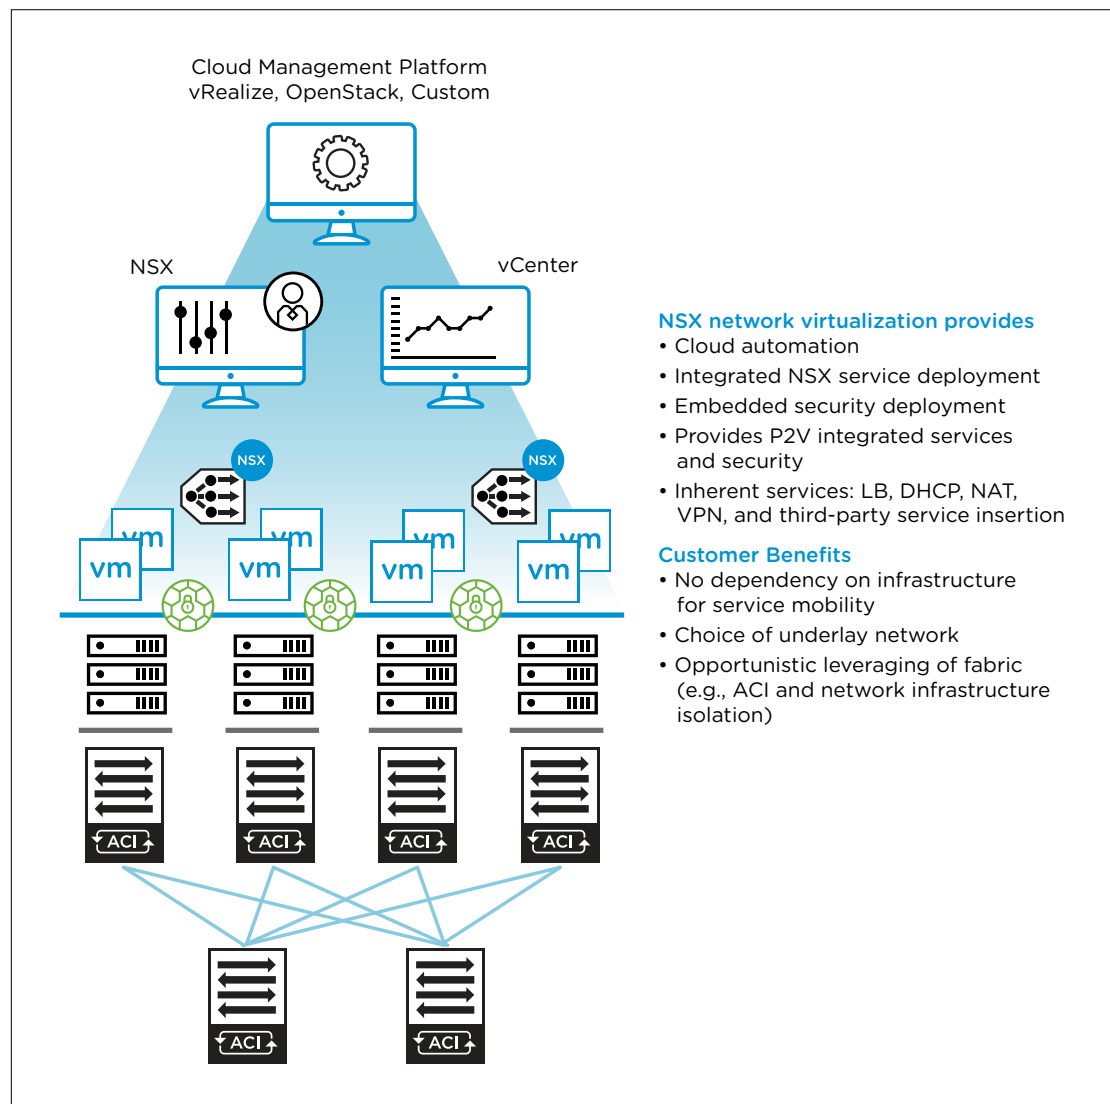 Cloud Management Platform
vRealize, OpenStack, Custom
NSX
vCenter
NSX
NSX
vm
vm
vm
vm
vm
vm
vm
vm
ACI
ACI
ACI
ACI
ACI
ACI
NSX network virtualization provides
• Cloud automation
• Integrated NSX service deployment
• Embedded security deployment
• Provides P2V integrated services
and security
• Inherent services: LB, DHCP, NAT,
VPN, and third-party service insertion
Customer Benefits
• No dependency on infrastructure
for service mobility
• Choice of underlay network
• Opportunistic leveraging of fabric
(e.g., ACI and network infrastructure
isolation)